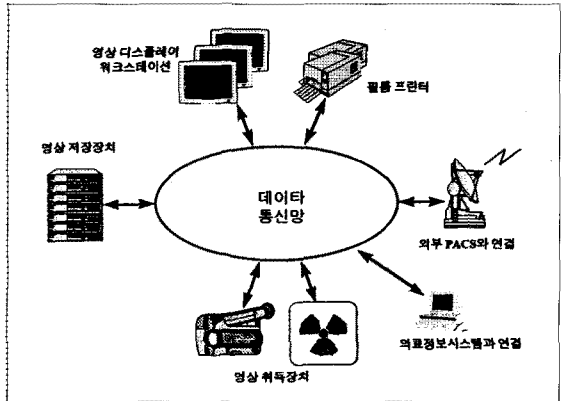 영상 디스플레이
워크스테이션
필름 프린터
영상 저장장치
데이타
통신망
외부 PACS와 연결
의료정보시스템과 연결
영상 취득장치